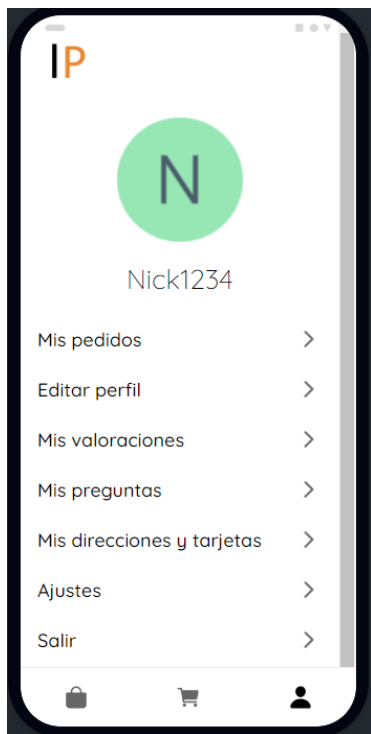 IP
N
Nick1234
Mis pedidos
Editar perfil
Mis valoraciones
Mis preguntas
Mis direcciones y tarjetas
Ajustes
Salir